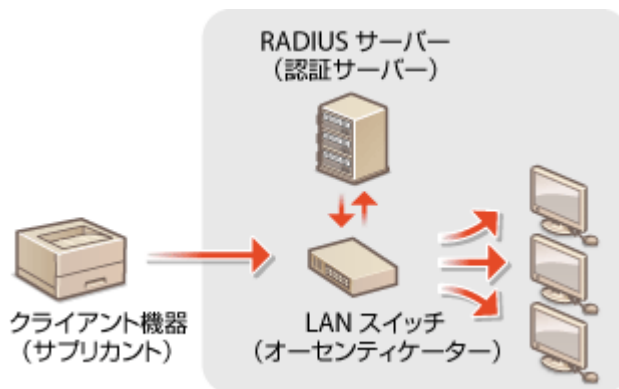 RADIUS サーバー
（認証サーバー）
クライアント機器
（サプリカント）
LAN スイッチ
（オーセンティケーター）